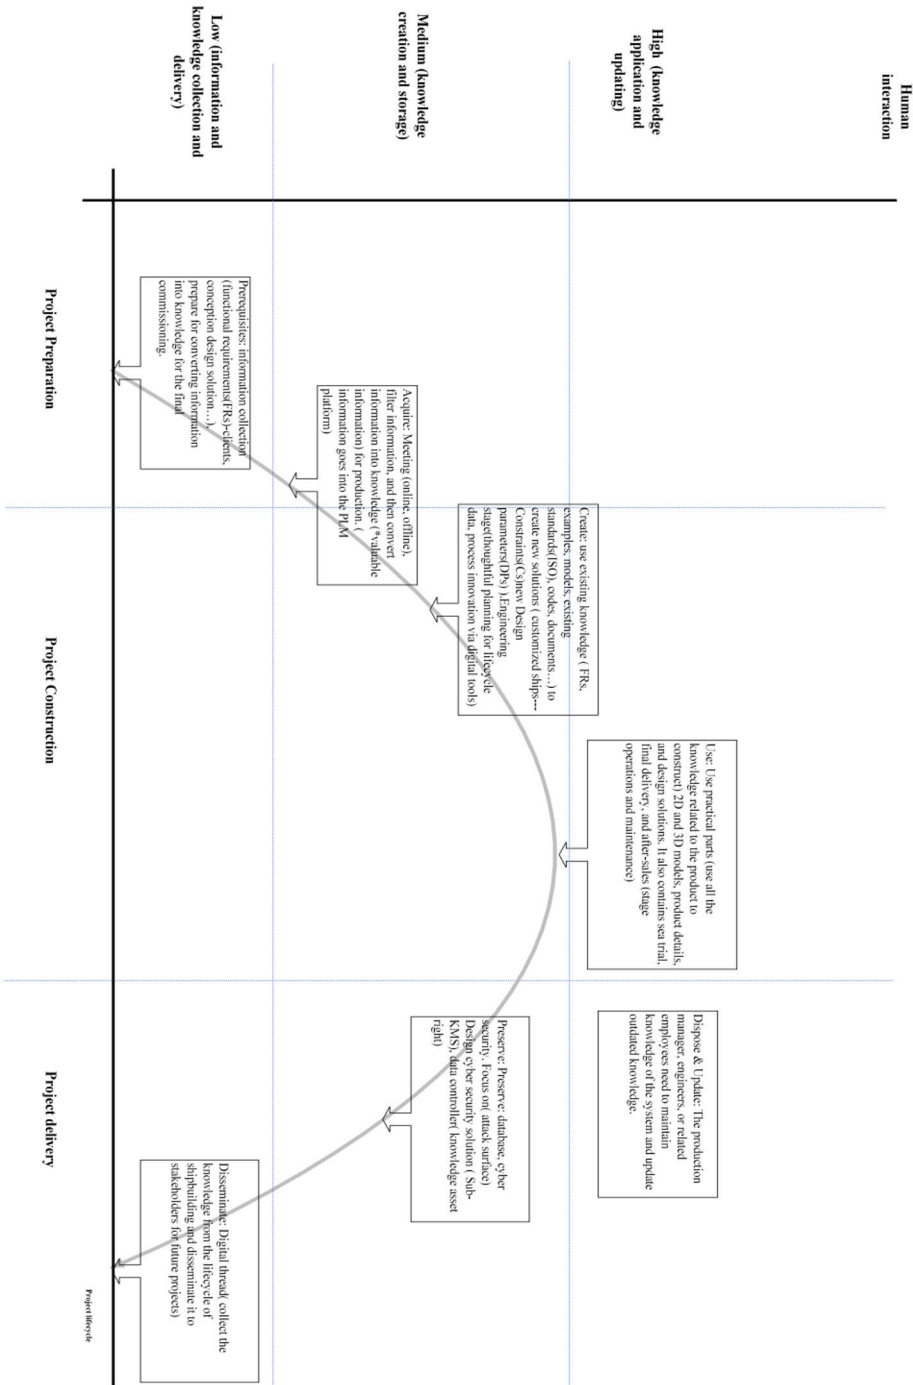 Human
interaction
High  (knowledge
application and
updating)
Medium (knowledge
creation and storage)
Low (information and
knowledge collection and
delivery)
Prerequisites: information collection
(functional requirements(FRs)-clients,
conception design solution…),
prepare for converting information
into knowledge for the final
commissioning.
Acquire: Meeting (online, offline),
filter information, and then convert
information into knowledge (*valuable
information) for production. (
information goes into the PLM
platform)
Create: use existing knowledge ( FRs,
examples, models; existing
standards(ISO), codes, documents…) to
create new solutions ( customized ships---
Constraints(Cs)new Design
parameters(DPs) ).Engineering
stage(thoughtful planning for lifecycle
data, process innovation via digital tools)
Use: Use practical parts (use all the
knowledge related to the product to
construct) 2D and 3D models, product details,
and design solutions. It also contains sea trial,
final delivery, and after-sales (stage
operations and maintenance)
Dispose & Update: The production
manager, engineers, or related
employees need to maintain
knowledge of the system and update
outdated knowledge.
Preserve: Preserve: database, cyber
security. Focus on( attack surface)
Design cyber security solution ( Sub-
KMS), data controller( knowledge asset
right)
Disseminate: Digital thread( collect the
knowledge from the lifecycle of
shipbuilding and disseminate it to
stakeholders for future projects)
Project lifecycle
Project Preparation
Project Construction
Project delivery